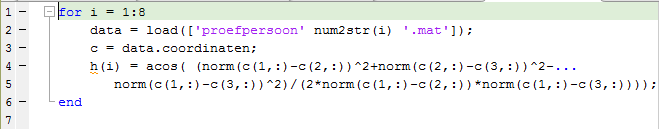 1 - for i = 1:8
2 - data = load(['proefpersoon' num2str(i) '.mat']);
3 - c = data.coordinaten;
4 - h(i) = acos( (norm(c(1,:)-c(2,:))^2+norm(c(2,:)-c(3,:))^2-...
5 norm(c(1,:)-c(3,:))^2)/(2*norm(c(1,:)-c(2,:))*norm(c(1,:)-c(3,:))));
6 - end
7